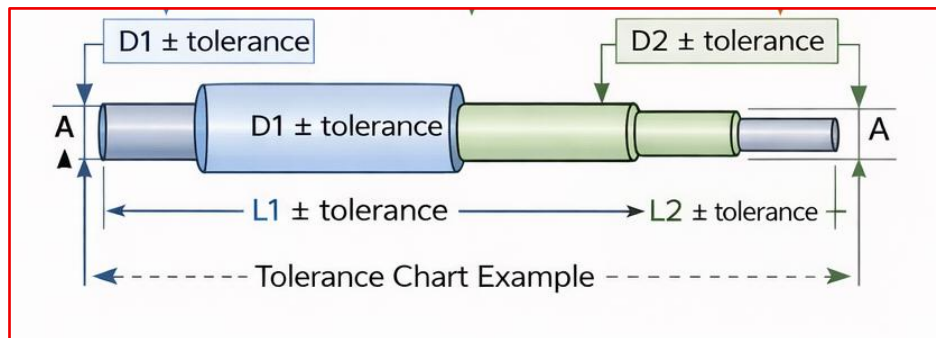 D1 ± tolerance
D2 ± tolerance
A
D1 ± tolerance
A
L1 ± tolerance
L2 ± tolerance
Tolerance Chart Example